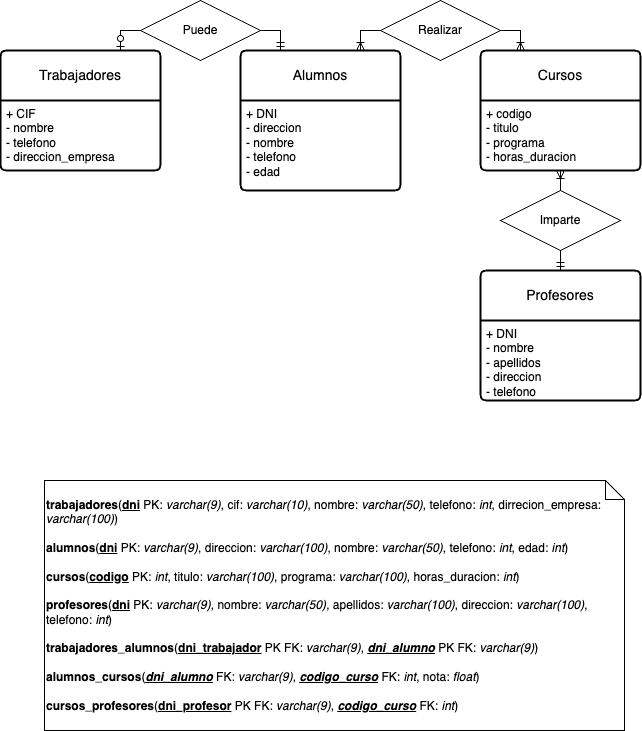 Puede
Realizar
Trabajadores
Alumnos
Cursos
+ CIF
- nombre
- telefono
- direccion_empresa
+ DNI
- direccion
- nombre
- telefono
- edad
+ codigo
- titulo
- programa
- horas_duracion
Imparte
Profesores
+ DNI
- nombre
- apellidos
- direccion
- telefono
trabajadores(dni PK: varchar(9), cif: varchar(10), nombre: varchar(50), telefono: int, dirrecion_empresa:
varchar(100))
alumnos(dni PK: varchar(9), direccion: varchar(100), nombre: varchar(50), telefono: int, edad: int)
cursos(codigo PK: int, titulo: varchar(100), programa: varchar(100), horas_duracion: int)
profesores(dni PK: varchar(9), nombre: varchar(50), apellidos: varchar(100), direccion: varchar(100),
telefono: int)
trabajadores_alumnos(dni_trabajador PK FK: varchar(9), dni_alumno PK FK: varchar(9))
alumnos_cursos(dni_alumno FK: varchar(9), codigo_curso FK: int, nota: float)
cursos_profesores(dni_profesor PK FK: varchar(9), codigo_curso FK: int)